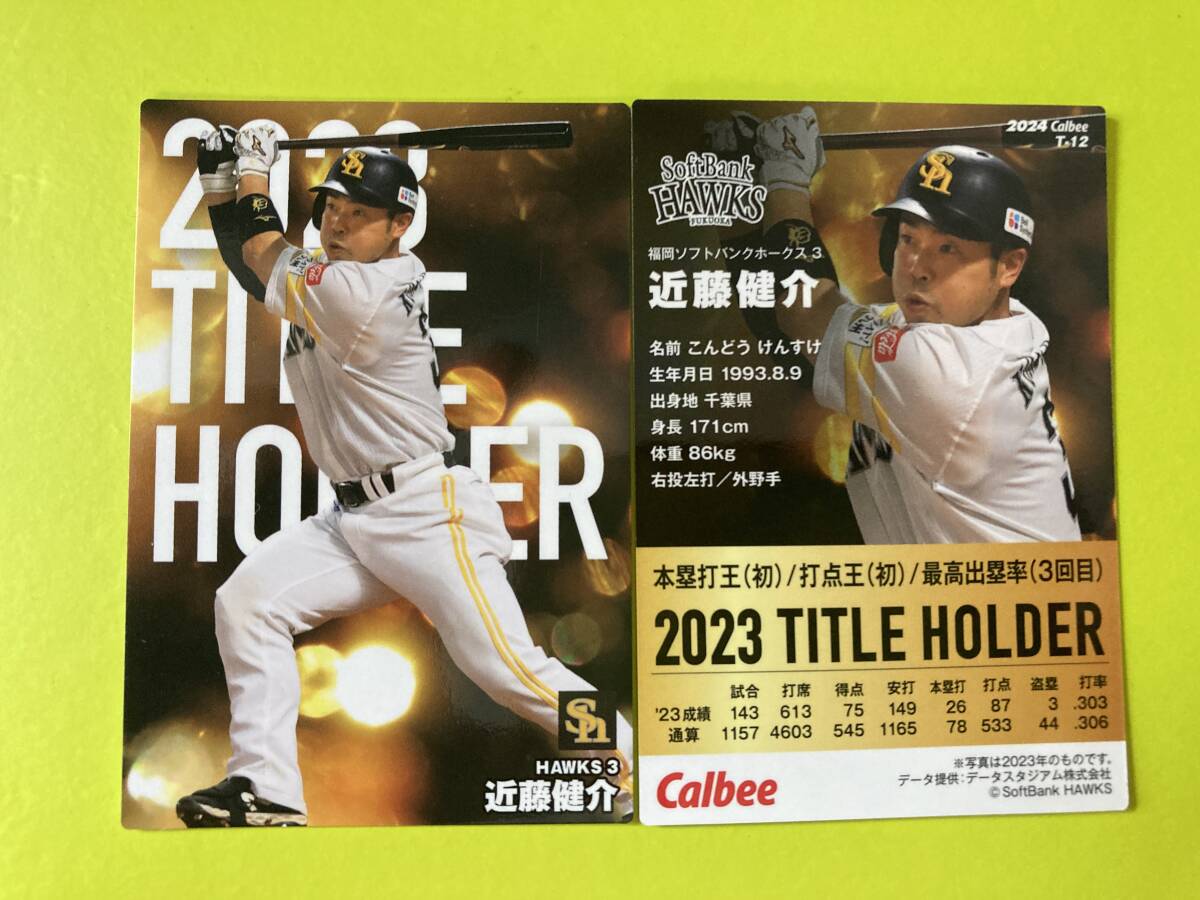 2023
TITLE
HOLDER
HAWKS 3
近藤健介
2024 Calbee
T-12
SoftBank
HAWKS
FUKUOKA
福岡ソフトバンクホークス 3
近藤健介
名前 こんどう けんすけ
生年月日 1993.8.9
出身地 千葉県
身長 171cm
体重 86kg
右投左打／外野手
本塁打王(初)/打点王(初)/最高出塁率(3回目)
2023 TITLE HOLDER
試合 打席 得点 安打 本塁打 打点 盗塁 打率
'23成績 143 613 75 149 26 87 3 .303
通算 1157 4603 545 1165 78 533 44 .306
※写真は2023年のものです。
データ提供：データスタジアム株式会社
©SoftBank HAWKS
Calbee